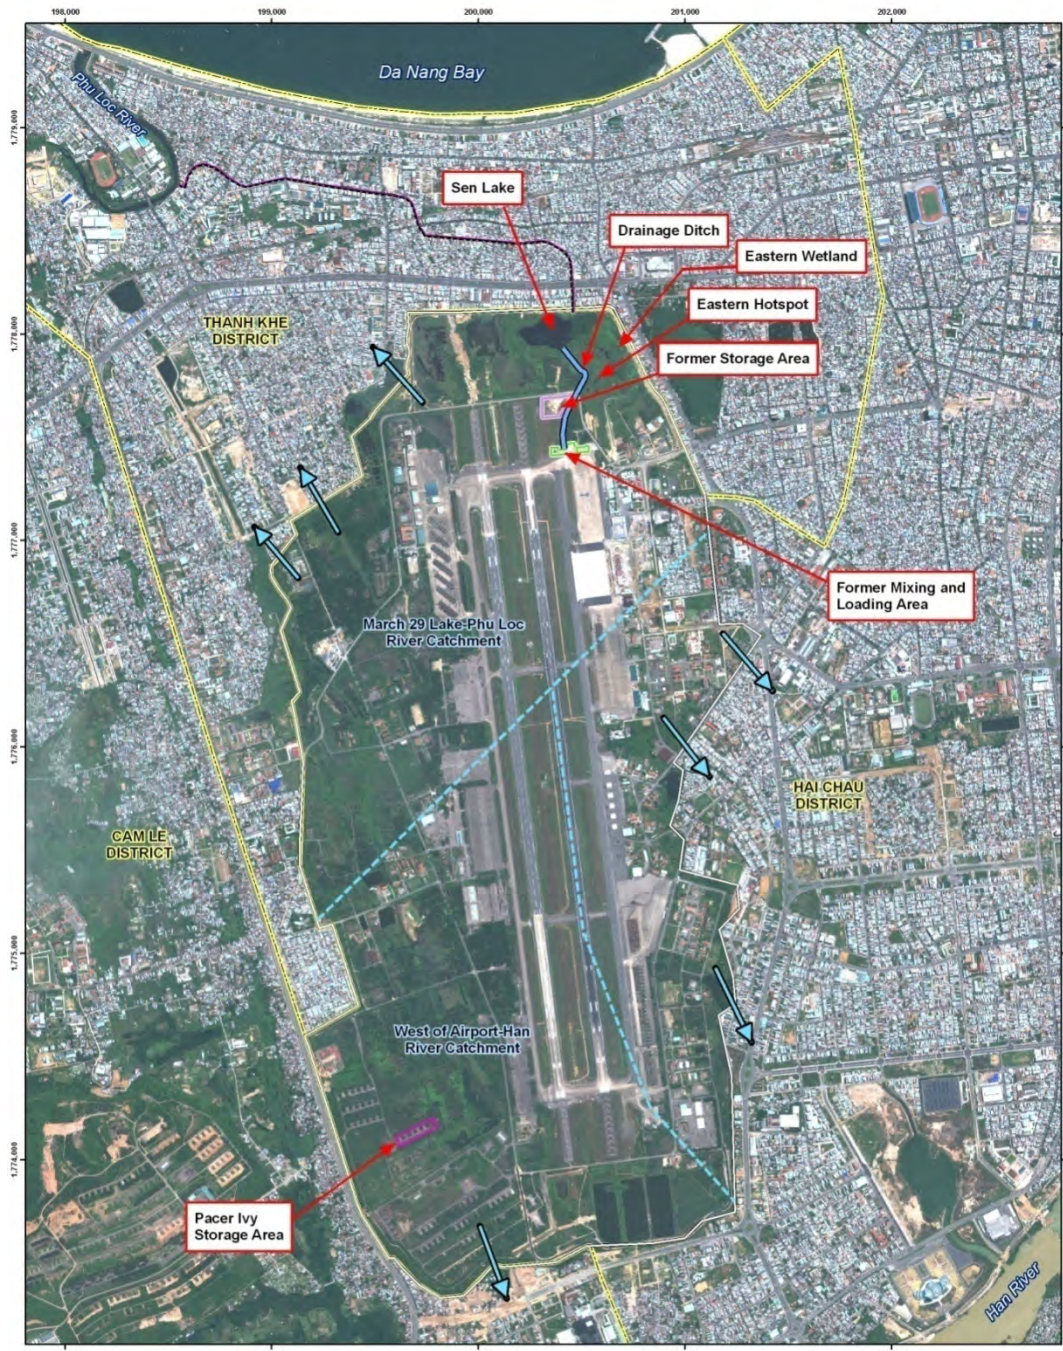 198,000
199,000
200,000
201,000
202,000
Da Nang Bay
Phu Loc River
1,779,000
Sen Lake
Drainage Ditch
Eastern Wetland
Eastern Hotspot
THANH KHE
DISTRICT
1,778,000
Former Storage Area
1,777,000
Former Mixing and
Loading Area
March 29 Lake-Phu Loc
River Catchment
1,776,000
HAI CHAU
DISTRICT
CAM LE
DISTRICT
1,775,000
West of Airport-Han
River Catchment
1,774,000
Pacer Ivy
Storage Area
Han River